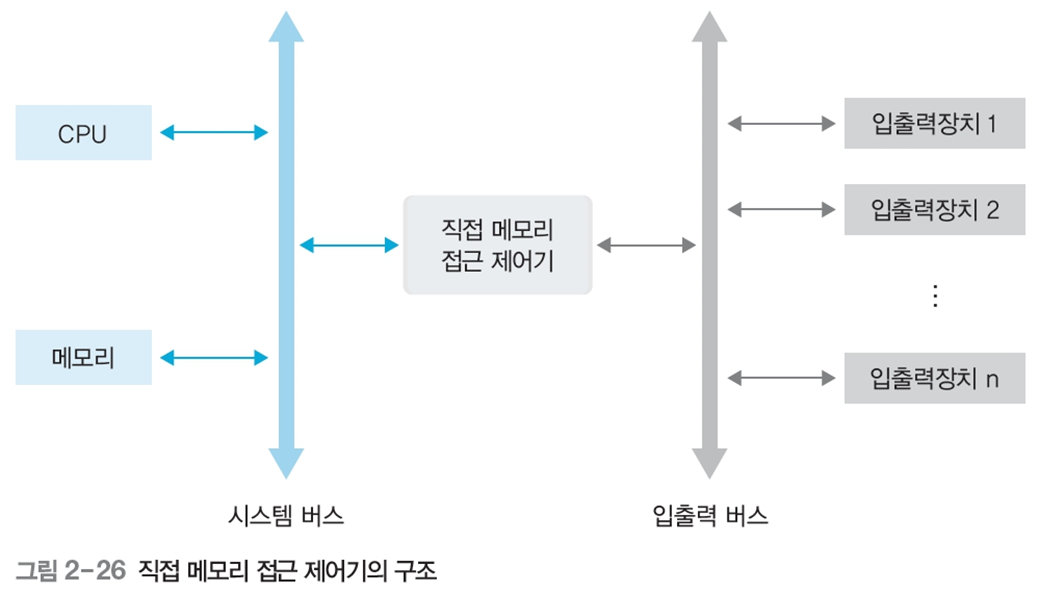 CPU
메모리
직접 메모리
접근 제어기
입출력장치 1
입출력장치 2
⋮
입출력장치 n
시스템 버스
입출력 버스
그림 2-26 직접 메모리 접근 제어기의 구조